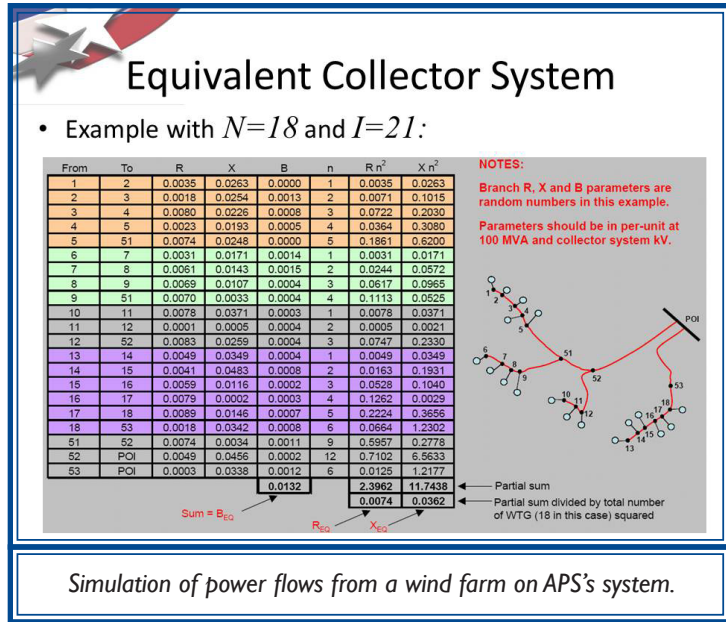 Equivalent Collector System
• Example with N=18 and I=21:
From To R X B n R n² X n²
1 2 0.0035 0.0263 0.0000 1 0.0035 0.0263
2 3 0.0018 0.0254 0.0013 2 0.0071 0.1015
3 4 0.0080 0.0226 0.0008 3 0.0722 0.2030
4 5 0.0023 0.0193 0.0005 4 0.0364 0.3080
5 51 0.0074 0.0248 0.0000 5 0.1861 0.6200
6 7 0.0031 0.0171 0.0014 1 0.0031 0.0171
7 8 0.0061 0.0143 0.0015 2 0.0244 0.0572
8 9 0.0069 0.0107 0.0004 3 0.0617 0.0965
9 51 0.0070 0.0033 0.0004 4 0.1113 0.0525
10 11 0.0078 0.0371 0.0003 1 0.0078 0.0371
11 12 0.0001 0.0005 0.0004 2 0.0005 0.0021
12 52 0.0083 0.0259 0.0004 3 0.0747 0.2330
13 14 0.0049 0.0349 0.0004 1 0.0049 0.0349
14 15 0.0041 0.0483 0.0008 2 0.0163 0.1931
15 16 0.0059 0.0116 0.0002 3 0.0528 0.1040
16 17 0.0079 0.0002 0.0003 4 0.1262 0.0029
17 18 0.0089 0.0146 0.0007 5 0.2224 0.3656
18 53 0.0018 0.0342 0.0008 6 0.0664 1.2302
51 52 0.0074 0.0034 0.0011 9 0.5957 0.2778
52 POI 0.0049 0.0456 0.0002 12 0.7102 6.5633
53 POI 0.0003 0.0338 0.0012 6 0.0125 1.2177
0.0132 2.3962 11.7438
0.0074 0.0362
Sum = BEQ
REQ XEQ
NOTES:
Branch R, X and B parameters are
random numbers in this example.
Parameters should be in per-unit at
100 MVA and collector system kV.
1
2
3
4
5
POI
6
7
8
9
51
52
53
10
11
12
18
17
16
15
14
13
Partial sum
Partial sum divided by total number
of WTG (18 in this case) squared
Simulation of power flows from a wind farm on APS's system.